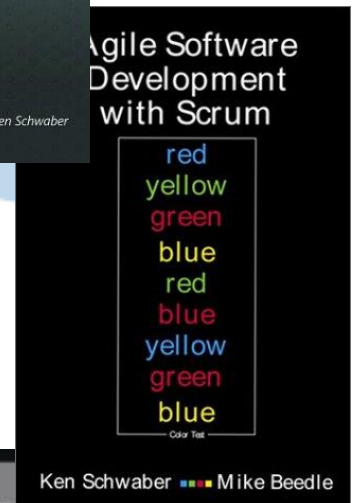 en Schwaber
Agile Software
Development
with Scrum
red
yellow
green
blue
red
blue
yellow
green
blue
Color Test
Ken Schwaber Mike Beedle